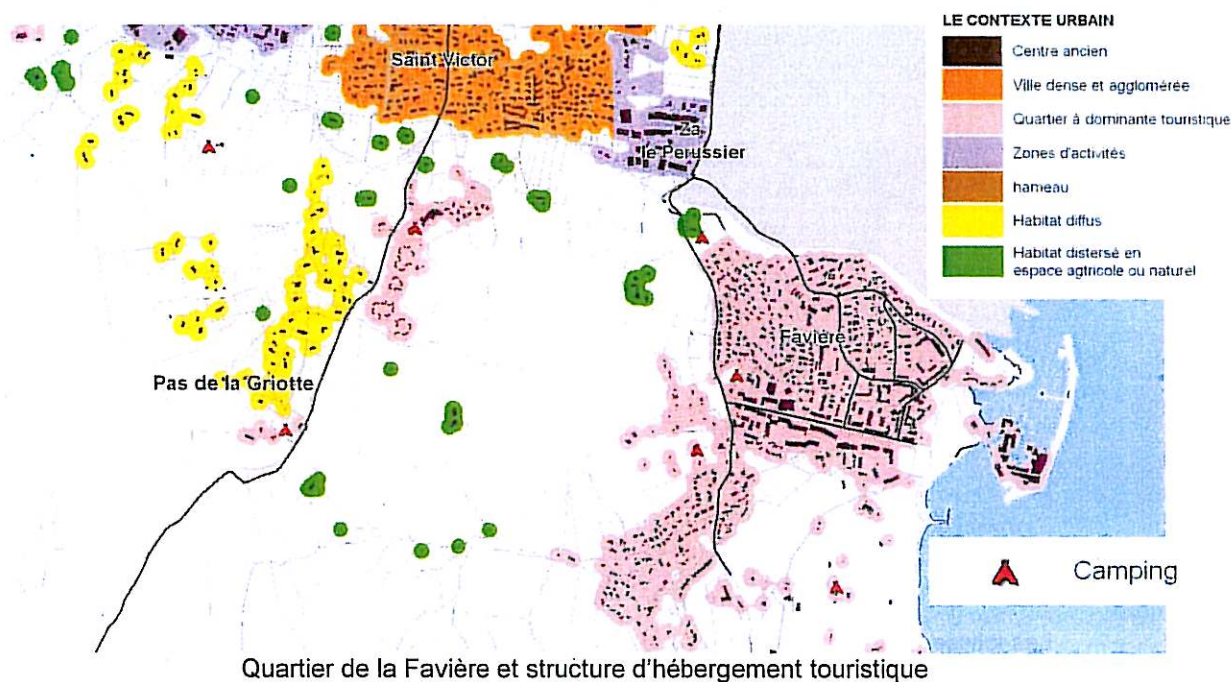 LE CONTEXTE URBAIN
Centre ancien
Ville dense et agglomérée
Quartier à dominante touristique
Zones d'activités
hameau
Habitat diffus
Habitat distersé en
espace agtricole ou naturel
Saint Victor
Za
le Perussier
Favière
Pas de la Griotte
Camping
Quartier de la Favière et structure d'hébergement touristique